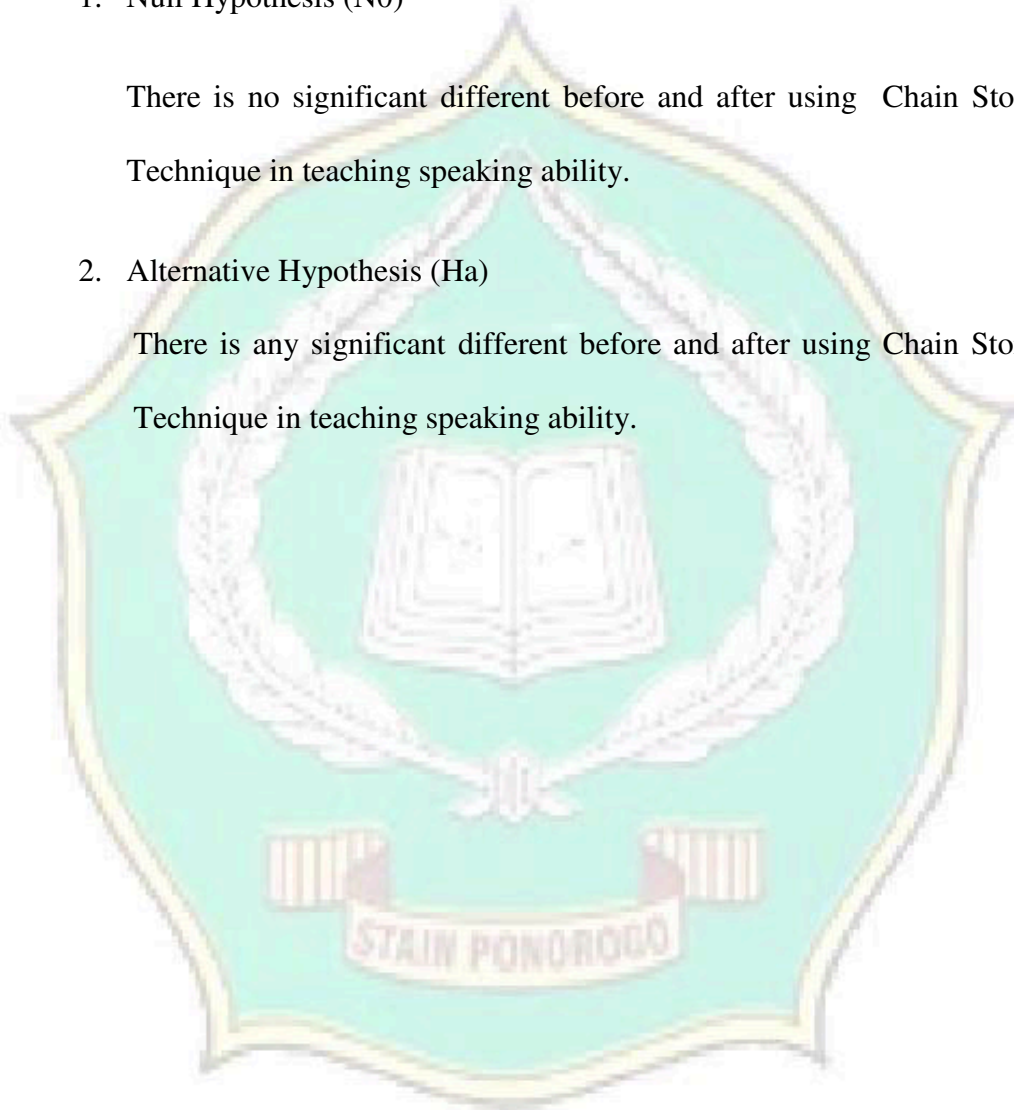 1. Null Hypothesis (N0)
There is no significant different before and after using Chain Sto
Technique in teaching speaking ability.
2. Alternative Hypothesis (Ha)
There is any significant different before and after using Chain Sto
Technique in teaching speaking ability.
STAIN PONOROGO